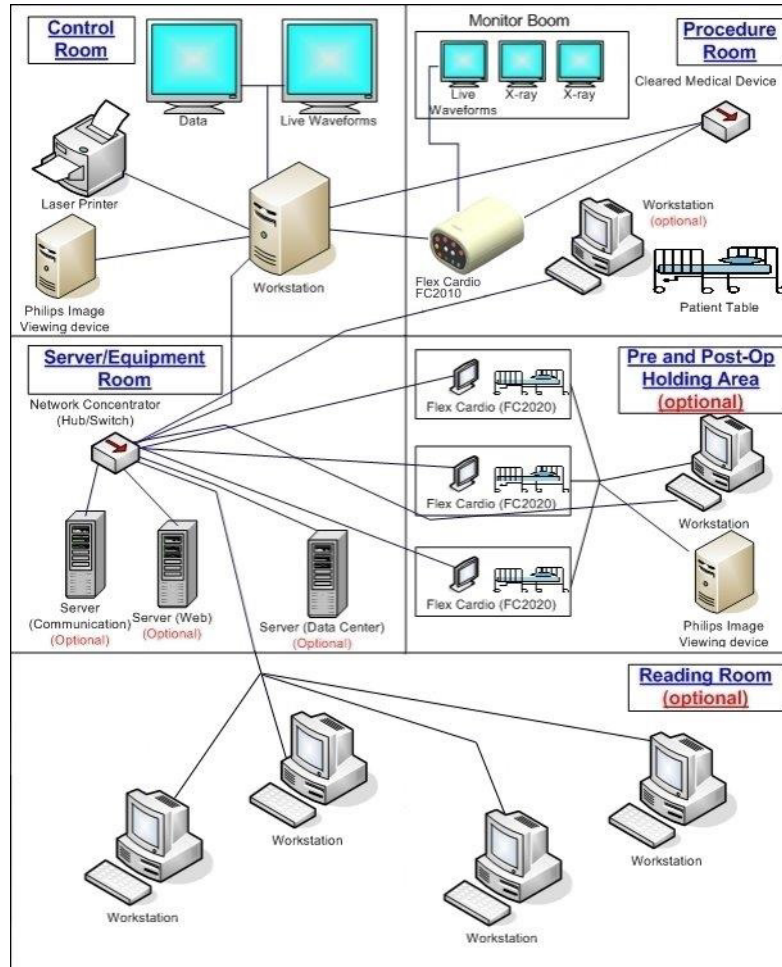 Control
Room
Data
Live Waveforms
Laser Printer
Philips Image
Viewing device
Workstation
Monitor Boom
Live
Waveforms
X-ray
X-ray
Procedure
Room
Cleared Medical Device
Flex Cardio
FC2010
Workstation
(optional)
Patient Table
Server/Equipment
Room
Network Concentrator
(Hub/Switch)
Server
(Communication)
(Optional)
Server (Web)
(Optional)
Server (Data Center)
(Optional)
Pre and Post-Op
Holding Area
(optional)
Flex Cardio (FC2020)
Flex Cardio (FC2020)
Flex Cardio (FC2020)
Workstation
Philips Image
Viewing device
Reading Room
(optional)
Workstation
Workstation
Workstation
Workstation